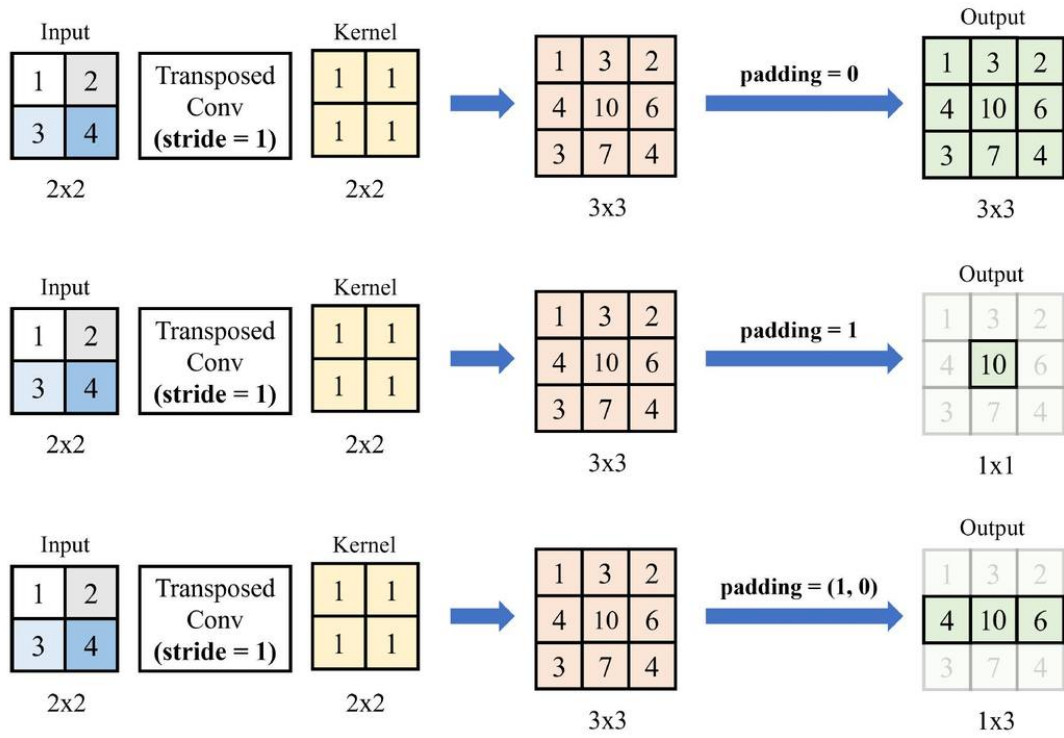 Input
Kernel
Output
1 2
3 4
Transposed
Conv
(stride = 1)
1 1
1 1
1 3 2
4 10 6
3 7 4
padding = 0
1 3 2
4 10 6
3 7 4
2x2
2x2
3x3
3x3
Input
Kernel
Output
1 2
3 4
Transposed
Conv
(stride = 1)
1 1
1 1
1 3 2
4 10 6
3 7 4
padding = 1
1 3 2
4 10 6
3 7 4
2x2
2x2
3x3
1x1
Input
Kernel
Output
1 2
3 4
Transposed
Conv
(stride = 1)
1 1
1 1
1 3 2
4 10 6
3 7 4
padding = (1, 0)
1 3 2
4 10 6
3 7 4
2x2
2x2
3x3
1x3